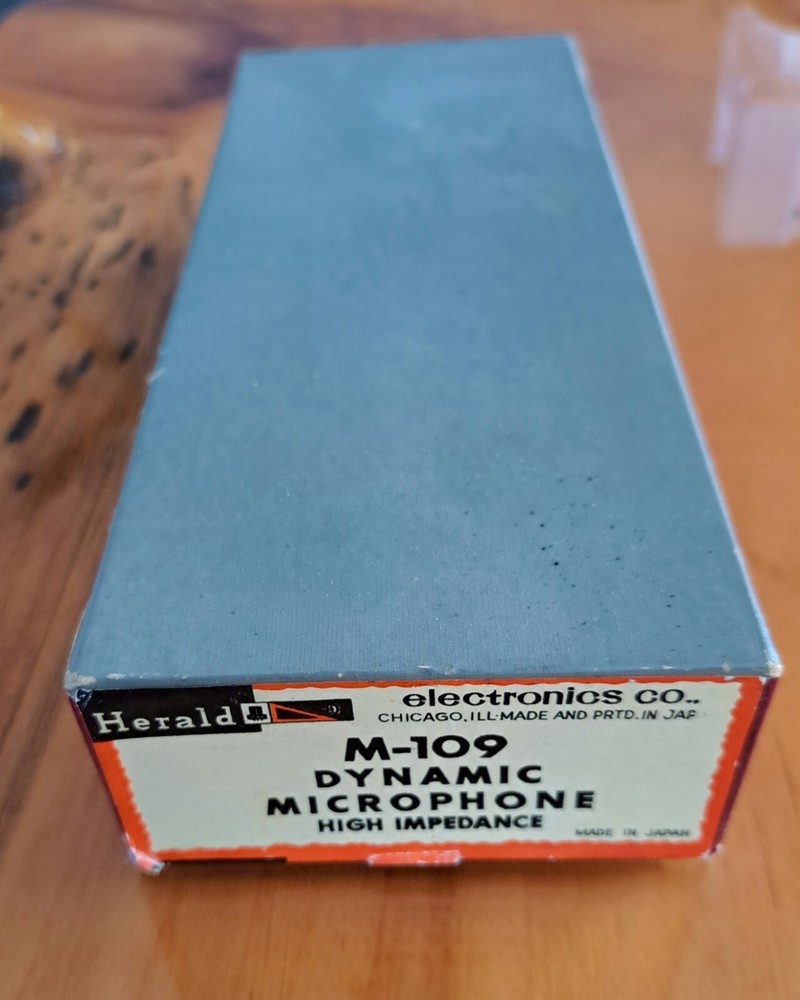 Herald electronics co..
CHICAGO, ILL-MADE AND PRTD. IN JAP
M-109
DYNAMIC
MICROPHONE
HIGH IMPEDANCE
MADE IN JAPAN